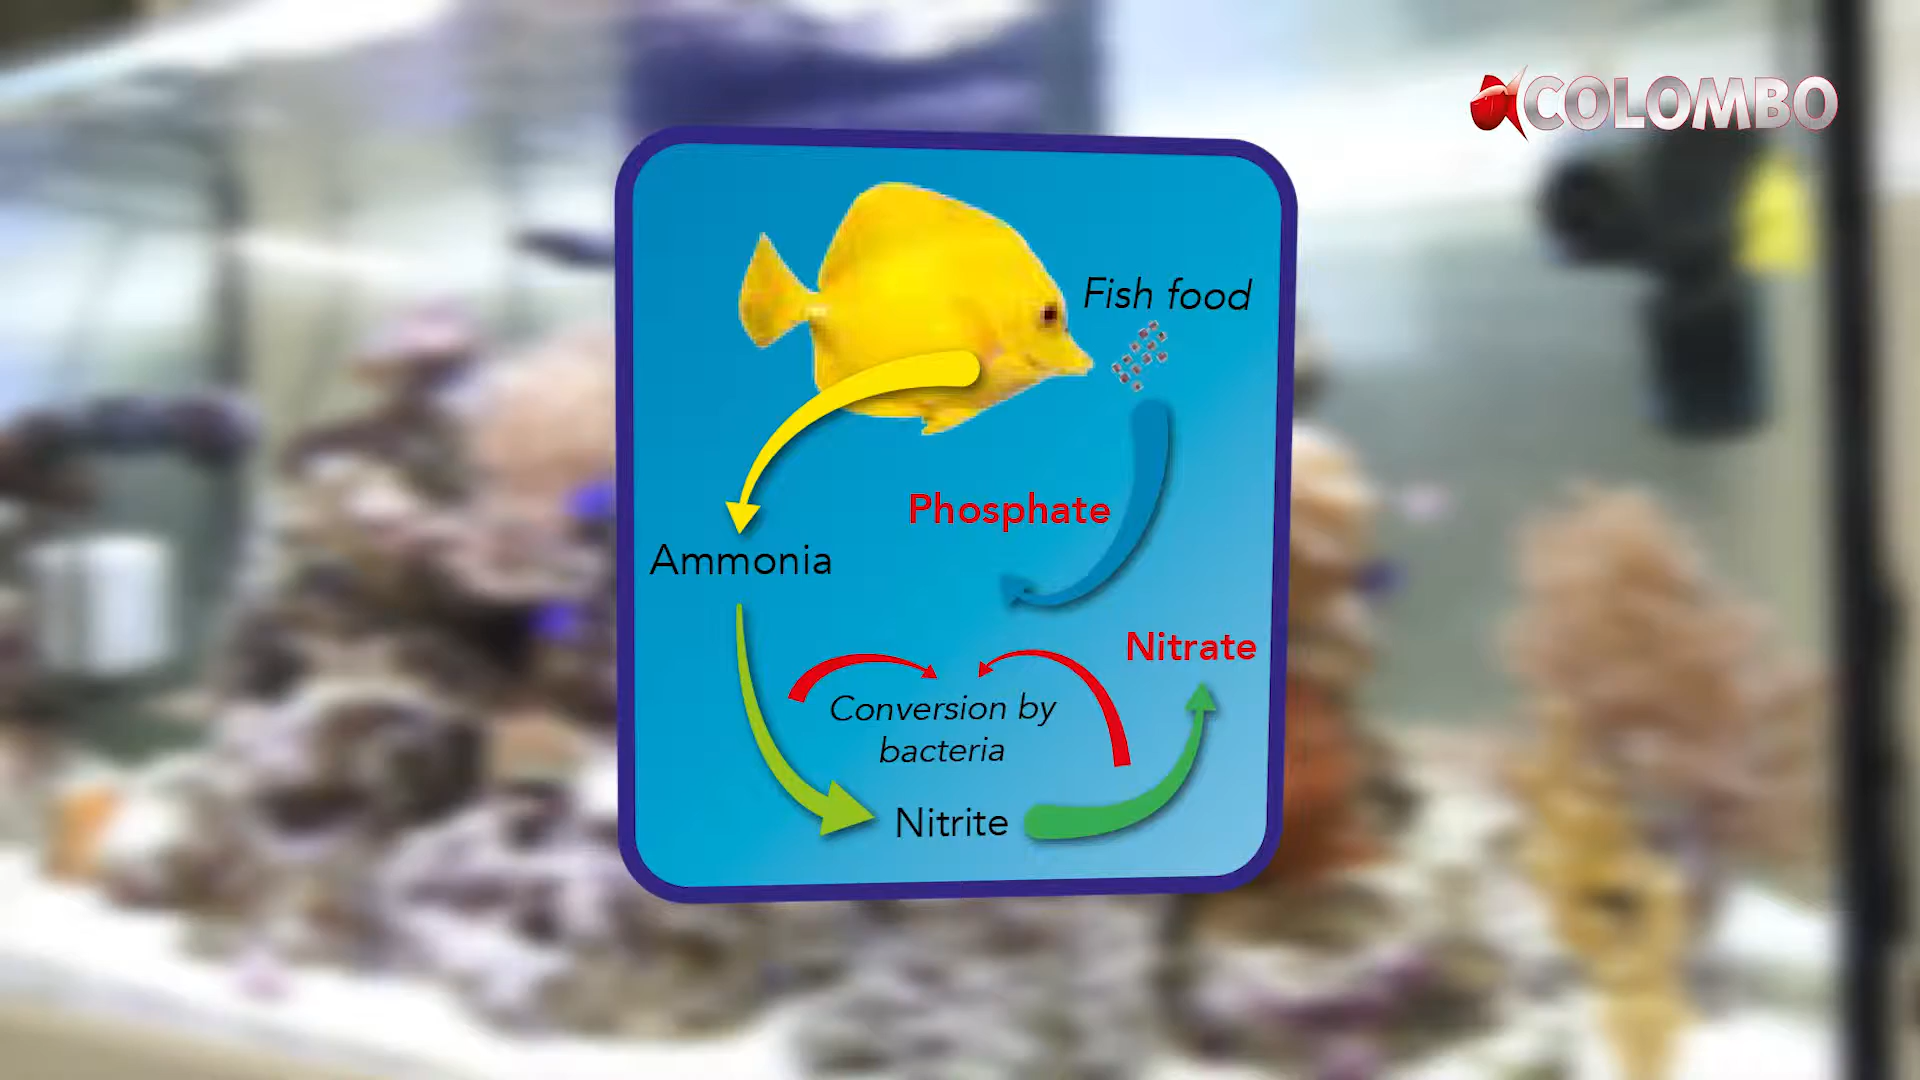 COLOMBO
Fish food
Phosphate
Ammonia
Nitrate
Conversion by
bacteria
Nitrite